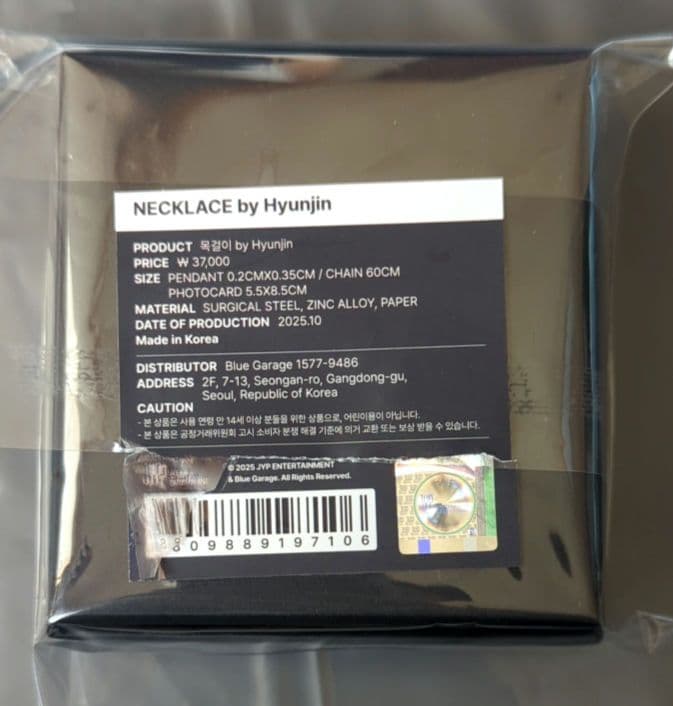 NECKLACE by Hyunjin
PRODUCT 목걸이 by Hyunjin
PRICE ₩ 37,000
SIZE PENDANT 0.2CMX0.35CM / CHAIN 60CM
PHOTOCARD 5.5X8.5CM
MATERIAL SURGICAL STEEL, ZINC ALLOY, PAPER
DATE OF PRODUCTION 2025.10
Made in Korea
DISTRIBUTOR Blue Garage 1577-9486
ADDRESS 2F, 7-13, Seongan-ro, Gangdong-gu,
Seoul, Republic of Korea
CAUTION
- 본 상품은 사용 연령 만 14세 이상 분들을 위한 상품으로, 어린이용이 아닙니다.
- 본 상품은 공정거래위원회 고시 소비자 분쟁 해결 기준에 의거 교환 또는 보상 받을 수 있습니다.
© 2025 JYP ENTERTAINMENT
& Blue Garage. All Rights Reserved.
8809889197106